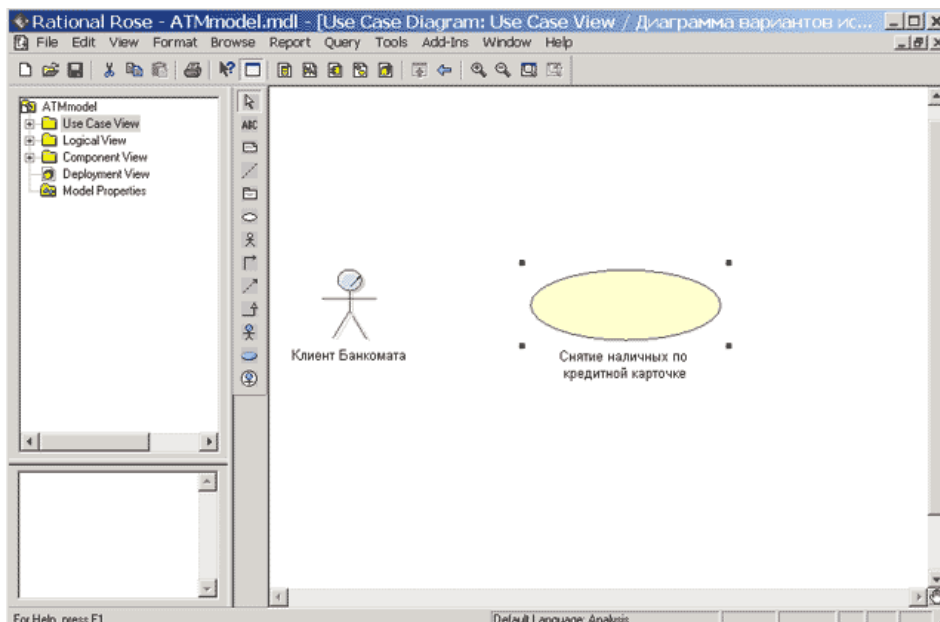 Rational Rose - ATMmodel.mdl - [Use Case Diagram: Use Case View / Диаграмма вариантов ис...
File Edit View Format Browse Report Query Tools Add-Ins Window Help
ATMmodel
Use Case View
Logical View
Component View
Deployment View
Model Properties
ABC
Клиент Банкомата
Снятие наличных по
кредитной карточке
For Help, press F1
Default Language: Analysis